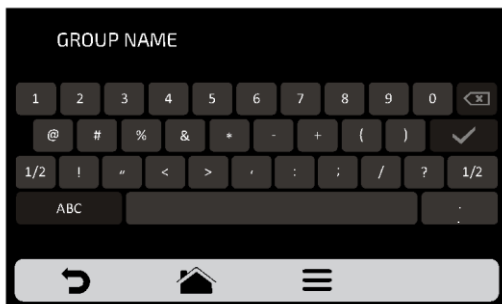 GROUP NAME
1 2 3 4 5 6 7 8 9 0
@ # % & * - + ( )
1/2 ! " < > ' : ; / ? 1/2
ABC .